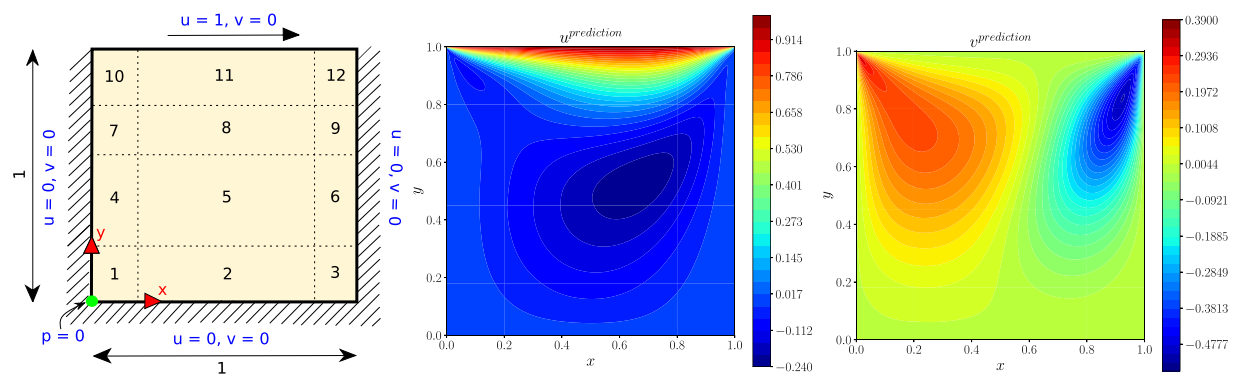 u = 1, v = 0
10 11 12
7 8 9
4 5 6
1 2 3
u = 0, v = 0
u = 0, v = 0
1
y
x
p = 0
u = 0, v = 0
1
u^prediction
1.0
0.8
0.6
0.4
0.2
0.0
y
0.0 0.2 0.4 0.6 0.8 1.0
x
0.914
0.786
0.658
0.530
0.401
0.273
0.145
0.017
−0.112
−0.240
v^prediction
1.0
0.8
0.6
0.4
0.2
0.0
y
0.0 0.2 0.4 0.6 0.8 1.0
x
0.3900
0.2936
0.1972
0.1008
0.0044
−0.0921
−0.1885
−0.2849
−0.3813
−0.4777